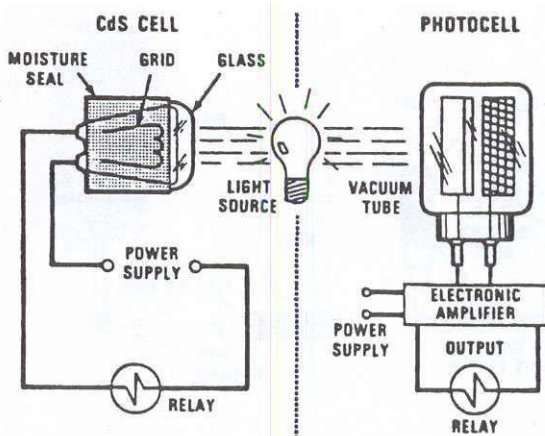 CdS CELL
MOISTURE
SEAL
GRID
GLASS
LIGHT
SOURCE
POWER
SUPPLY
RELAY
PHOTOCELL
VACUUM
TUBE
ELECTRONIC
AMPLIFIER
POWER
SUPPLY
OUTPUT
RELAY